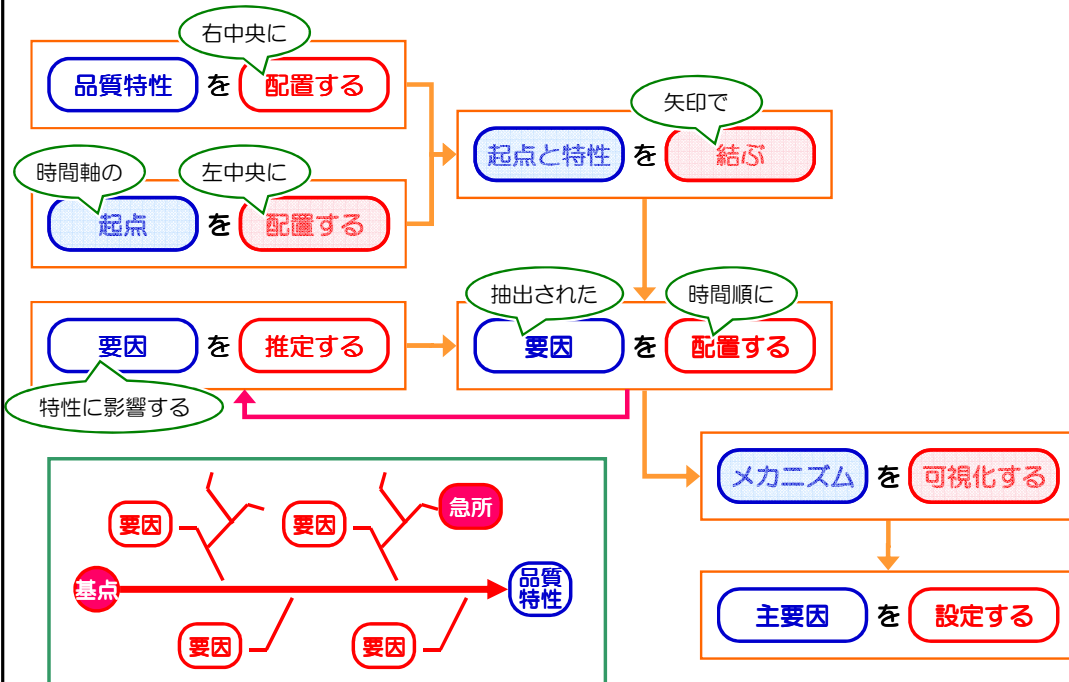 右中央に
品質特性 を 配置する
矢印で
起点と特性 を 結ぶ
時間軸の 左中央に
起点 を 配置する
抽出された 時間順に
要因 を 推定する
要因 を 配置する
特性に影響する
メカニズム を 可視化する
主要因 を 設定する
急所
要因 要因
基点
品質
特性
要因 要因